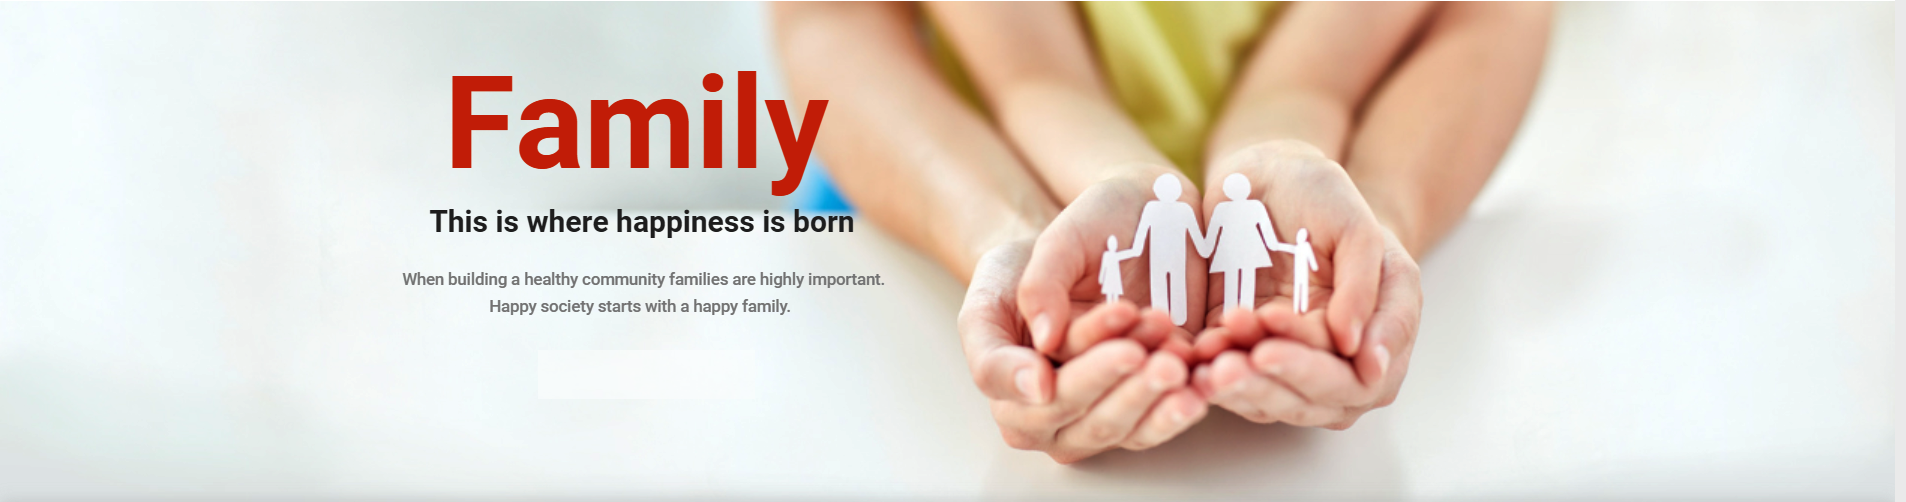 Family
This is where happiness is born
When building a healthy community families are highly important.
Happy society starts with a happy family.